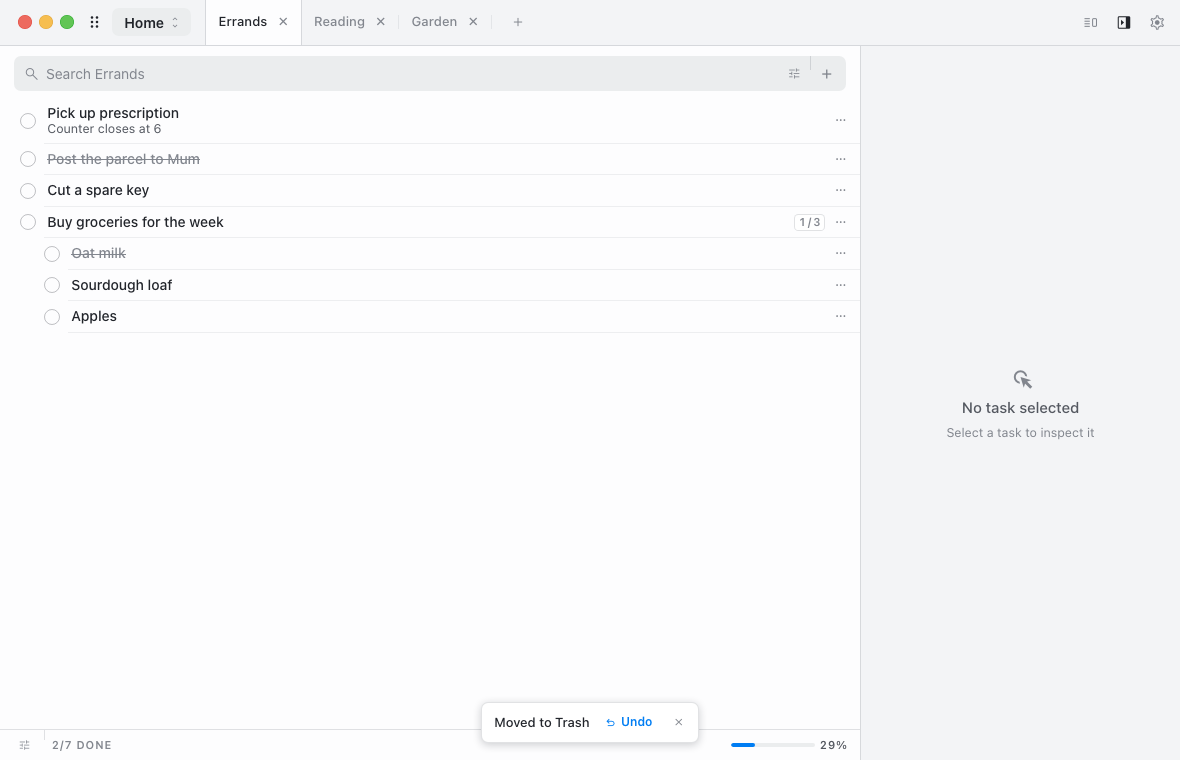 Home
Errands
Reading
Garden
Search Errands
Pick up prescription
Counter closes at 6
Post the parcel to Mum
Cut a spare key
Buy groceries for the week
1/3
Oat milk
Sourdough loaf
Apples
No task selected
Select a task to inspect it
Moved to Trash
Undo
2/7 DONE
29%